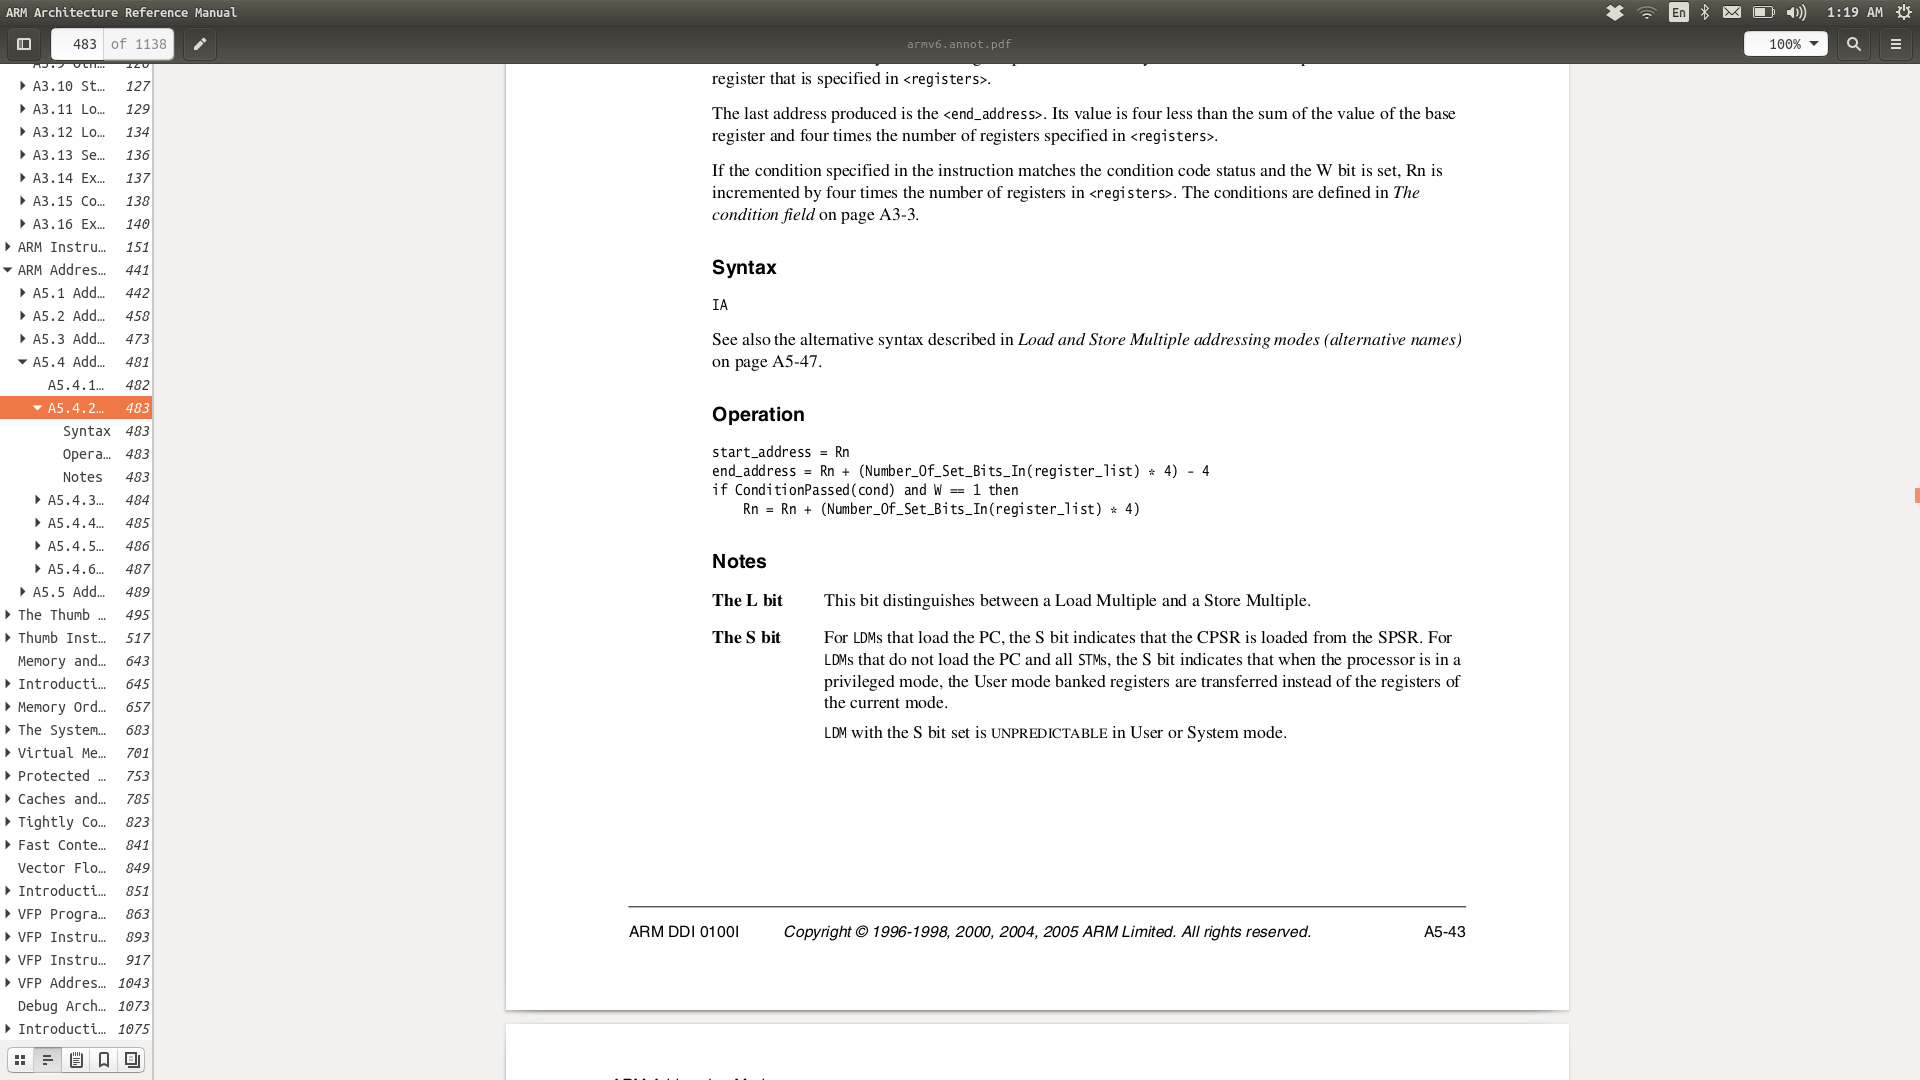 ARM Architecture Reference Manual
En
1:19 AM
483 of 1138
armv6.annot.pdf
100%
A3.10 St… 127
A3.11 Lo… 129
A3.12 Lo… 134
A3.13 Se… 136
A3.14 Ex… 137
A3.15 Co… 138
A3.16 Ex… 140
ARM Instru… 151
ARM Addres… 441
A5.1 Add… 442
A5.2 Add… 458
A5.3 Add… 473
A5.4 Add… 481
A5.4.1… 482
A5.4.2… 483
Syntax 483
Opera… 483
Notes 483
A5.4.3… 484
A5.4.4… 485
A5.4.5… 486
A5.4.6… 487
A5.5 Add… 489
The Thumb … 495
Thumb Inst… 517
Memory and… 643
Introducti… 645
Memory Ord… 657
The System… 683
Virtual Me… 701
Protected … 753
Caches and… 785
Tightly Co… 823
Fast Conte… 841
Vector Flo… 849
Introducti… 851
VFP Progra… 863
VFP Instru… 893
VFP Instru… 917
VFP Addres… 1043
Debug Arch… 1073
Introducti… 1075
register that is specified in <registers>.
The last address produced is the <end_address>. Its value is four less than the sum of the value of the base
register and four times the number of registers specified in <registers>.
If the condition specified in the instruction matches the condition code status and the W bit is set, Rn is
incremented by four times the number of registers in <registers>. The conditions are defined in The
condition field on page A3-3.
Syntax
IA
See also the alternative syntax described in Load and Store Multiple addressing modes (alternative names)
on page A5-47.
Operation
start_address = Rn
end_address = Rn + (Number_Of_Set_Bits_In(register_list) * 4) - 4
if ConditionPassed(cond) and W == 1 then
Rn = Rn + (Number_Of_Set_Bits_In(register_list) * 4)
Notes
The L bit This bit distinguishes between a Load Multiple and a Store Multiple.
The S bit For LDMs that load the PC, the S bit indicates that the CPSR is loaded from the SPSR. For
LDMs that do not load the PC and all STMs, the S bit indicates that when the processor is in a
privileged mode, the User mode banked registers are transferred instead of the registers of
the current mode.
LDM with the S bit set is UNPREDICTABLE in User or System mode.
ARM DDI 0100I Copyright © 1996-1998, 2000, 2004, 2005 ARM Limited. All rights reserved. A5-43